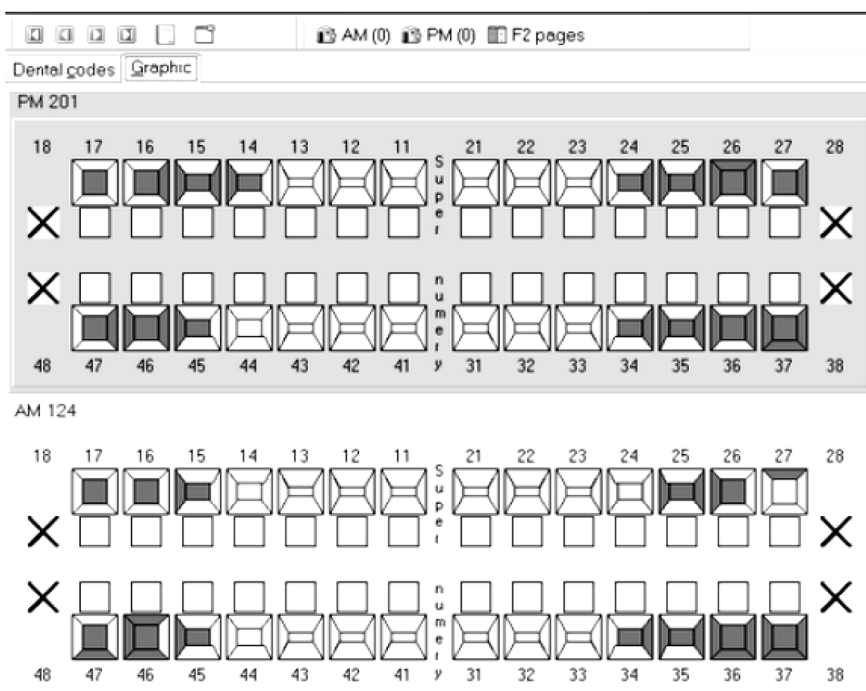 AM (0) PM (0) F2 pages
Dental codes Graphic
PM 201
18 17 16 15 14 13 12 11 21 22 23 24 25 26 27 28
Super
numery
48 47 46 45 44 43 42 41 31 32 33 34 35 36 37 38
AM 124
18 17 16 15 14 13 12 11 21 22 23 24 25 26 27 28
Super
numery
48 47 46 45 44 43 42 41 31 32 33 34 35 36 37 38